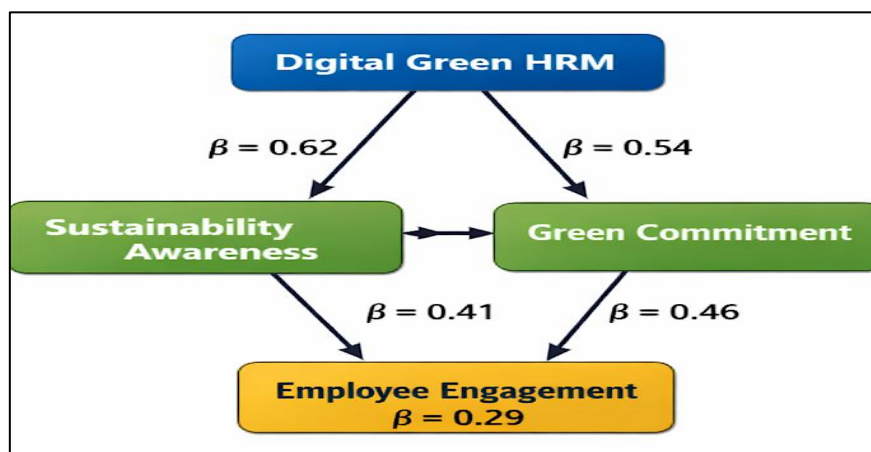 Digital Green HRM
β = 0.62
β = 0.54
Sustainability
Awareness
Green Commitment
β = 0.41
β = 0.46
Employee Engagement
β = 0.29